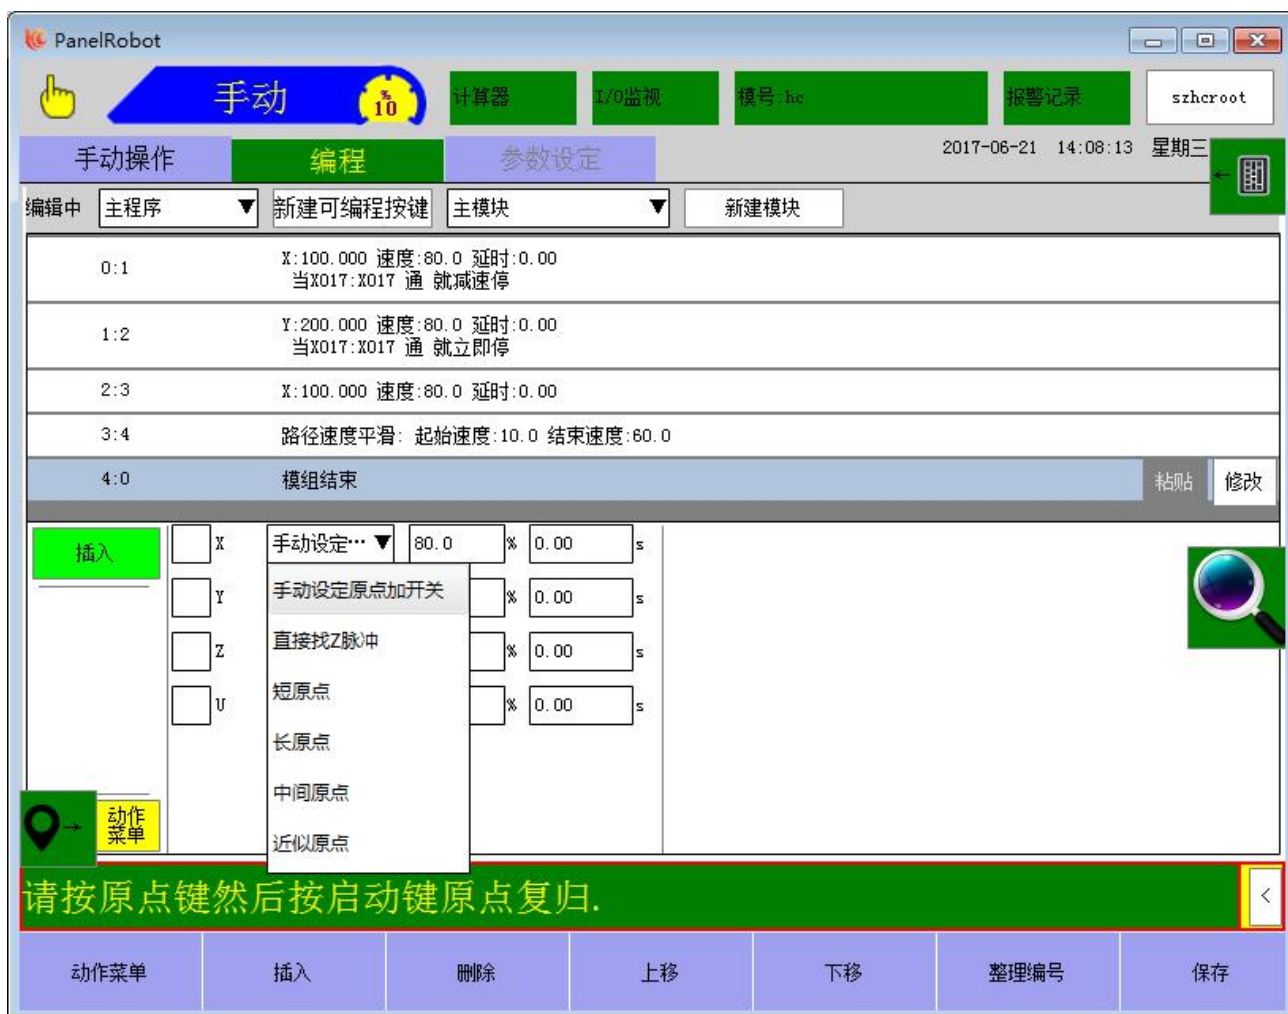 PanelRobot
手动 % 10 计算器 I/O监视 模号:hc 报警记录 szhcroot
手动操作 编程 参数设定 2017-06-21 14:08:13 星期三
编辑中 主程序 新建可编程按键 主模块 新建模块
0:1 X:100.000 速度:80.0 延时:0.00
当X017:X017 通 就减速停
1:2 Y:200.000 速度:80.0 延时:0.00
当X017:X017 通 就立即停
2:3 X:100.000 速度:80.0 延时:0.00
3:4 路径速度平滑: 起始速度:10.0 结束速度:60.0
4:0 模组结束 粘贴 修改
插入 X 手动设定… 80.0 % 0.00 s
手动设定原点加开关
Y % 0.00 s
直接找Z脉冲
Z % 0.00 s
短原点
U % 0.00 s
长原点
中间原点
动作
菜单
近似原点
请按原点键然后按启动键原点复归.
<
动作菜单 插入 删除 上移 下移 整理编号 保存